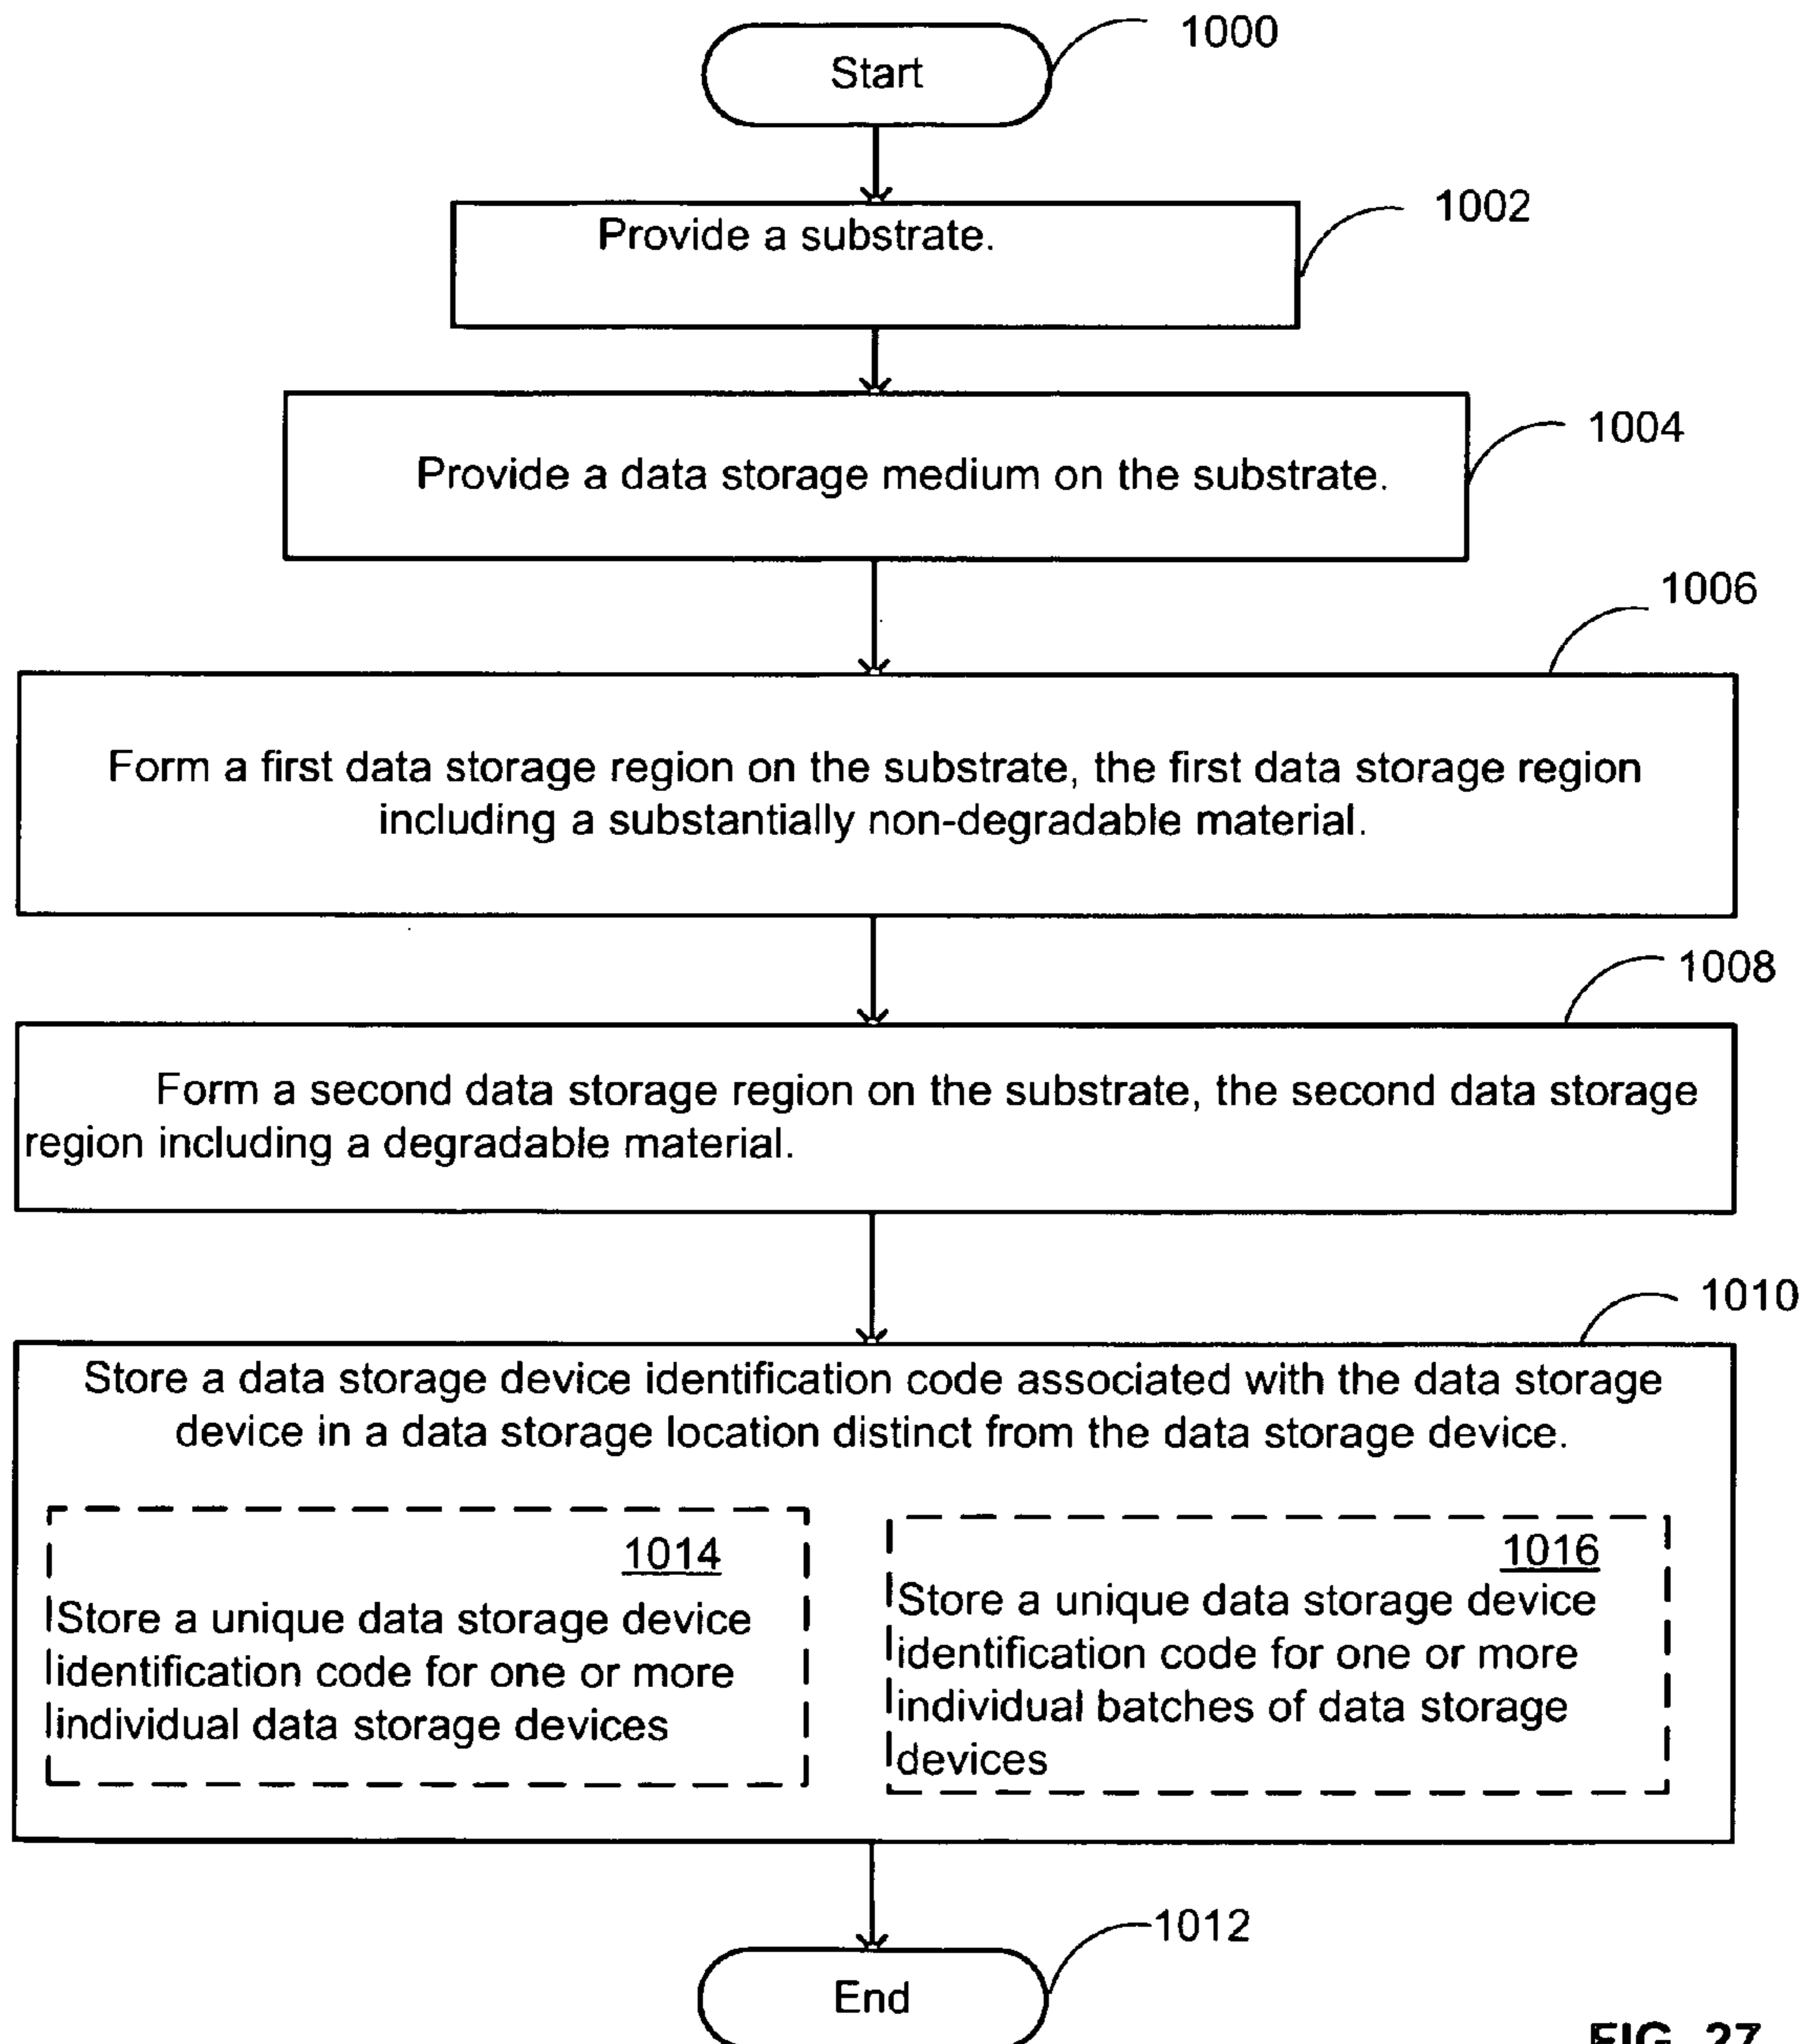 1000
Start
1002
Provide a substrate.
1004
Provide a data storage medium on the substrate.
1006
Form a first data storage region on the substrate, the first data storage region
including a substantially non-degradable material.
1008
Form a second data storage region on the substrate, the second data storage
region including a degradable material.
1010
Store a data storage device identification code associated with the data storage
device in a data storage location distinct from the data storage device.
1014
Store a unique data storage device
identification code for one or more
individual data storage devices
1016
Store a unique data storage device
identification code for one or more
individual batches of data storage
devices
1012
End
FIG. 27